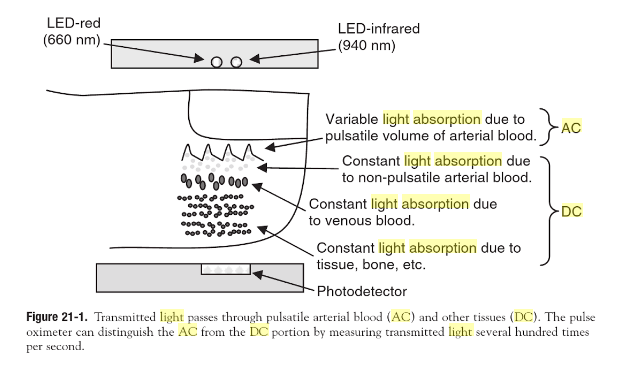 LED-red
(660 nm)
LED-infrared
(940 nm)
Variable light absorption due to
pulsatile volume of arterial blood.
AC
Constant light absorption due
to non-pulsatile arterial blood.
Constant light absorption due
to venous blood.
DC
Constant light absorption due to
tissue, bone, etc.
Photodetector
Figure 21-1. Transmitted light passes through pulsatile arterial blood (AC) and other tissues (DC). The pulse
oximeter can distinguish the AC from the DC portion by measuring transmitted light several hundred times
per second.